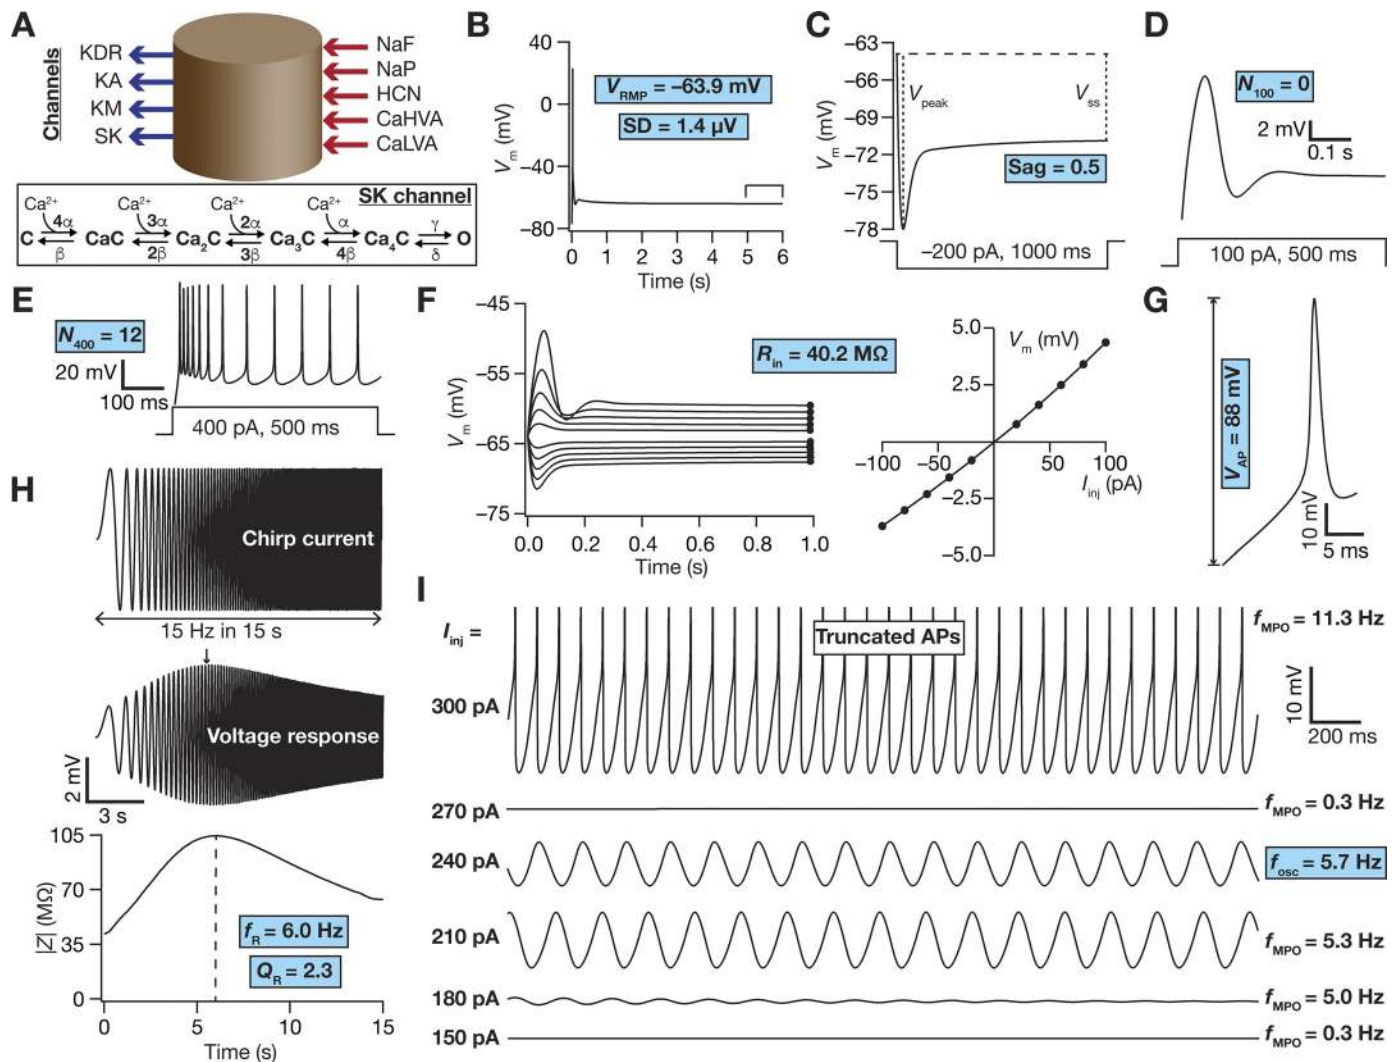 A
Channels
KDR
KA
KM
SK
NaF
NaP
HCN
CaHVA
CaLVA
SK channel
Ca2+ Ca2+ Ca2+ Ca2+
4α 3α 2α α γ
C CaC Ca2C Ca3C Ca4C O
β 2β 3β 4β δ
B
40
0
−40
−80
Vm (mV)
VRMP = −63.9 mV
SD = 1.4 µV
0 1 2 3 4 5 6
Time (s)
C
−63
−66
−69
−72
−75
−78
Vm (mV)
Vpeak
Vss
Sag = 0.5
−200 pA, 1000 ms
D
N100 = 0
2 mV
0.1 s
100 pA, 500 ms
E
N400 = 12
20 mV
100 ms
400 pA, 500 ms
F
−45
−55
−65
−75
Vm (mV)
0.0 0.2 0.4 0.6 0.8 1.0
Time (s)
Rin = 40.2 MΩ
5.0
Vm (mV)
2.5
−100 −50 50 100
Iinj (pA)
−2.5
−5.0
G
VAP = 88 mV
10 mV
5 ms
H
Chirp current
15 Hz in 15 s
Voltage response
2 mV
3 s
105
70
35
0
|Z| (MΩ)
fR = 6.0 Hz
QR = 2.3
0 5 10 15
Time (s)
I
Iinj =
Truncated APs
fMPO = 11.3 Hz
300 pA
10 mV
200 ms
270 pA
fMPO = 0.3 Hz
240 pA
fosc = 5.7 Hz
210 pA
fMPO = 5.3 Hz
180 pA
fMPO = 5.0 Hz
150 pA
fMPO = 0.3 Hz